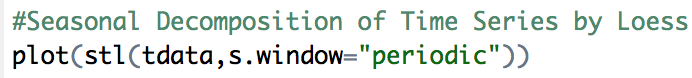 #Seasonal Decomposition of Time Series by Loess
plot(stl(tdata,s.window="periodic"))